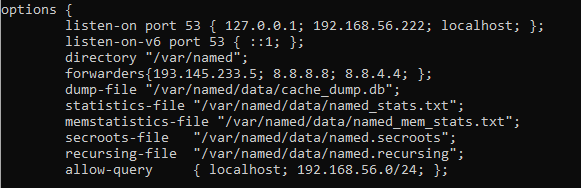 options {
listen-on port 53 { 127.0.0.1; 192.168.56.222; localhost; };
listen-on-v6 port 53 { ::1; };
directory "/var/named";
forwarders{193.145.233.5; 8.8.8.8; 8.8.4.4; };
dump-file "/var/named/data/cache_dump.db";
statistics-file "/var/named/data/named_stats.txt";
memstatistics-file "/var/named/data/named_mem_stats.txt";
secroots-file "/var/named/data/named.secroots";
recursing-file "/var/named/data/named.recursing";
allow-query { localhost; 192.168.56.0/24; };